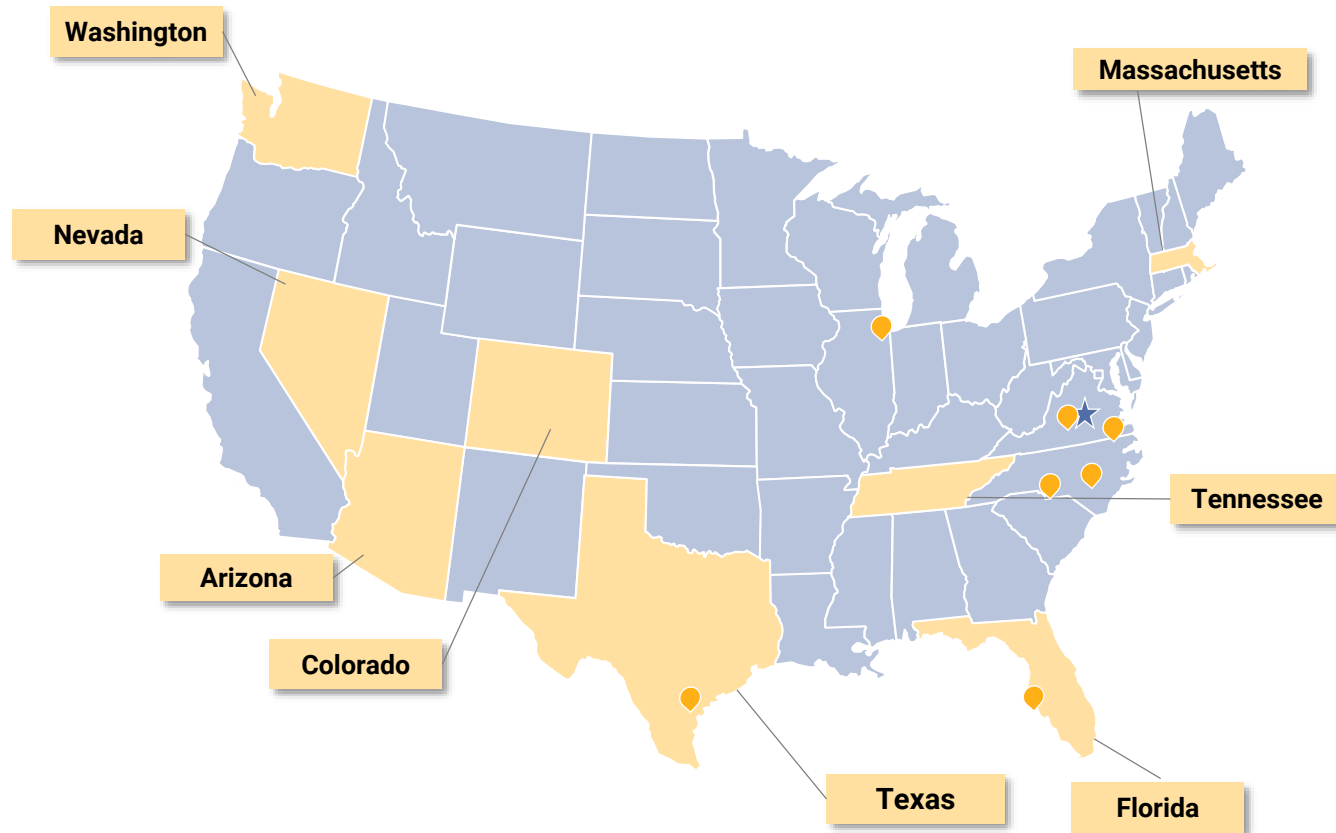 Washington
Massachusetts
Nevada
Tennessee
Arizona
Colorado
Texas
Florida